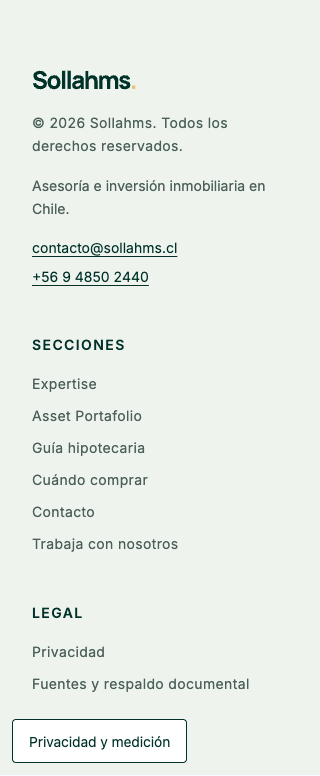 Sollahms.
© 2026 Sollahms. Todos los
derechos reservados.
Asesoría e inversión inmobiliaria en
Chile.
contacto@sollahms.cl
+56 9 4850 2440
SECCIONES
Expertise
Asset Portafolio
Guía hipotecaria
Cuándo comprar
Contacto
Trabaja con nosotros
LEGAL
Privacidad
Fuentes y respaldo documental
Privacidad y medición